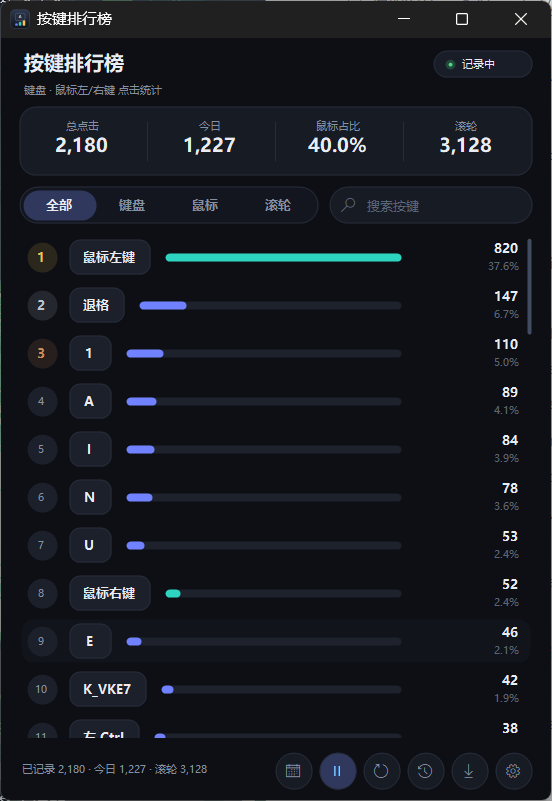 按键排行榜
按键排行榜
记录中
键盘 · 鼠标左/右键 点击统计
总点击 今日 鼠标占比 滚轮
2,180 1,227 40.0% 3,128
全部 键盘 鼠标 滚轮 搜索按键
1 鼠标左键 820
37.6%
2 退格 147
6.7%
3 1 110
5.0%
4 A 89
4.1%
5 I 84
3.9%
6 N 78
3.6%
7 U 53
2.4%
8 鼠标右键 52
2.4%
9 E 46
2.1%
10 K_VKE7 42
1.9%
11 左 Ctrl 38
已记录 2,180 · 今日 1,227 · 滚轮 3,128